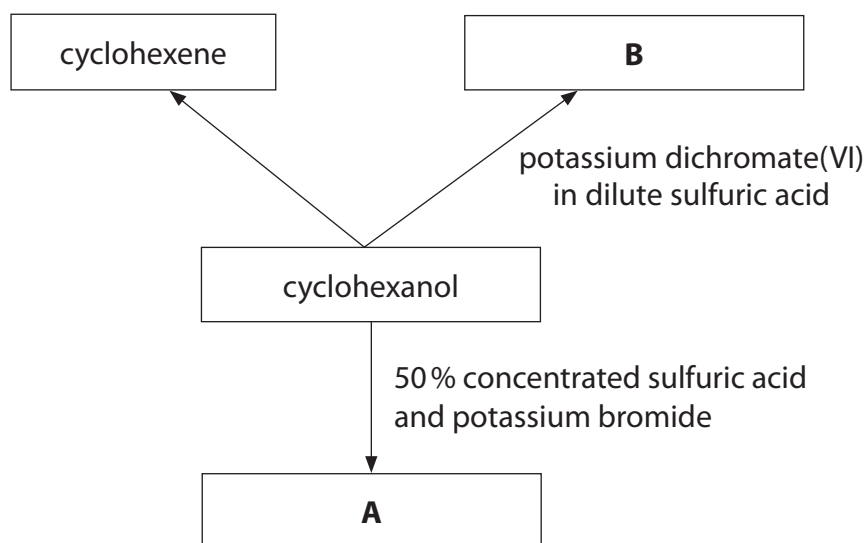 cyclohexene
B
potassium dichromate(VI)
in dilute sulfuric acid
cyclohexanol
50% concentrated sulfuric acid
and potassium bromide
A